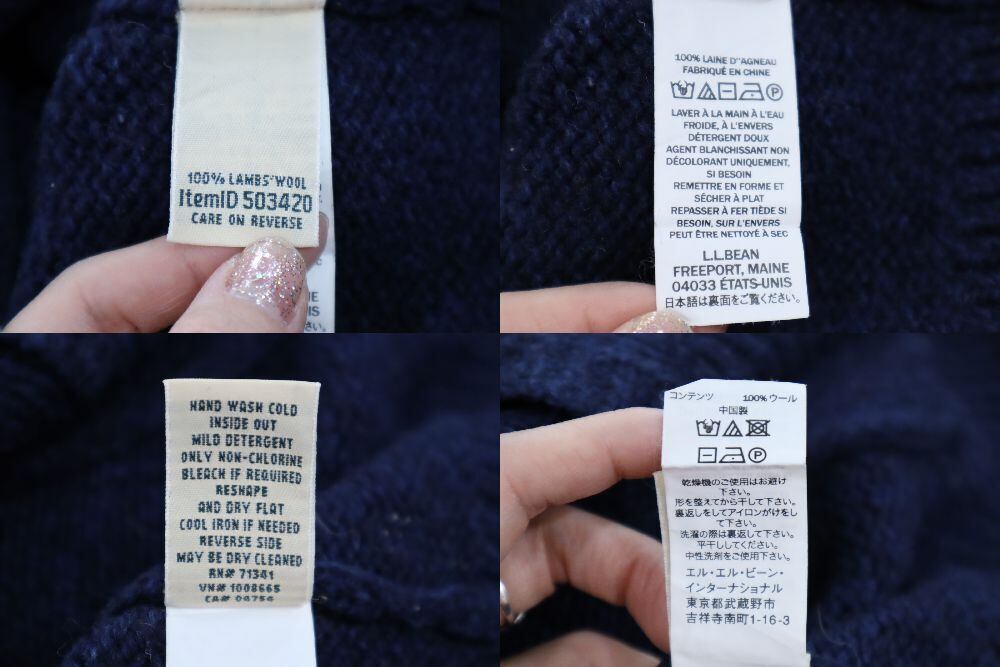 100% LAMBS'WOOL
ItemID 503420
CARE ON REVERSE
IS
100% LAINE D''AGNEAU
FABRIQUÉ EN CHINE
LAVER À LA MAIN À L'EAU
FROIDE, À L'ENVERS
DÉTERGENT DOUX
AGENT BLANCHISSANT NON
DÉCOLORANT UNIQUEMENT,
SI BESOIN
REMETTRE EN FORME ET
SÉCHER À PLAT
REPASSER À FER TIÈDE SI
BESOIN, SUR L'ENVERS
PEUT ÊTRE NETTOYÉ À SEC
L.L.BEAN
FREEPORT, MAINE
04033 ÉTATS-UNIS
日本語は裏面をご覧ください。
HAND WASH COLD
INSIDE OUT
MILD DETERGENT
ONLY NON-CHLORINE
BLEACH IF REQUIRED
RESHAPE
AND DRY FLAT
COOL IRON IF NEEDED
REVERSE SIDE
MAY BE DRY CLEANED
RN# 71341
VN# 1008665
CA# 04756
コンテンツ 100% ウール
中国製
乾燥機のご使用はお避け
下さい。
形を整えてから干して下さい。
裏返しをしてアイロンがけをし
て下さい。
洗濯の際は裏返して下さい。
平干ししてください。
中性洗剤をご使用下さい。
エル・エル・ビーン・
インターナショナル
東京都武蔵野市
吉祥寺南町1-16-3